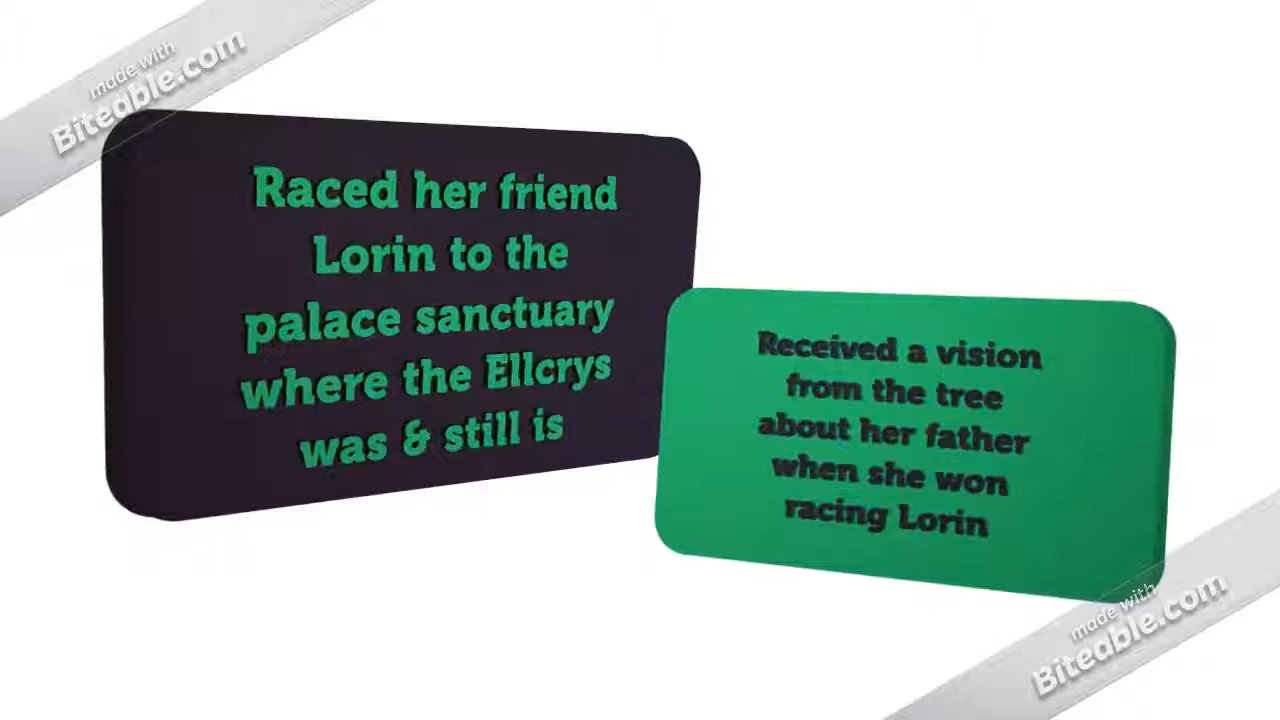 made with
Biteable.com
Raced her friend
Lorin to the
palace sanctuary
where the Ellcrys
was & still is
Received a vision
from the tree
about her father
when she won
racing Lorin
made with
Biteable.com